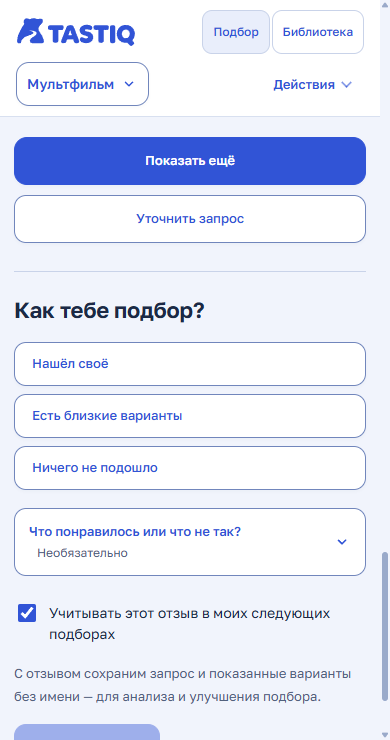 TASTIQ
Подбор
Библиотека
Мультфильм
Действия
Показать ещё
Уточнить запрос
Как тебе подбор?
Нашёл своё
Есть близкие варианты
Ничего не подошло
Что понравилось или что не так?
Необязательно
Учитывать этот отзыв в моих следующих
подборах
С отзывом сохраним запрос и показанные варианты
без имени — для анализа и улучшения подбора.